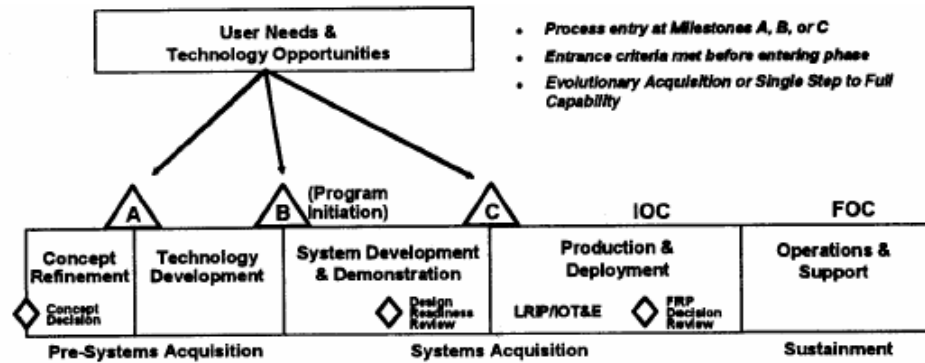 User Needs &
Technology Opportunities
• Process entry at Milestones A, B, or C
• Entrance criteria met before entering phase
• Evolutionary Acquisition or Single Step to Full
Capability
A
B
(Program
Initiation)
C
IOC
FOC
Concept
Refinement
Technology
Development
System Development
& Demonstration
Production &
Deployment
Operations &
Support
Concept
Decision
Design
Readiness
Review
LRIP/IOT&E
FRP
Decision
Review
Pre-Systems Acquisition
Systems Acquisition
Sustainment